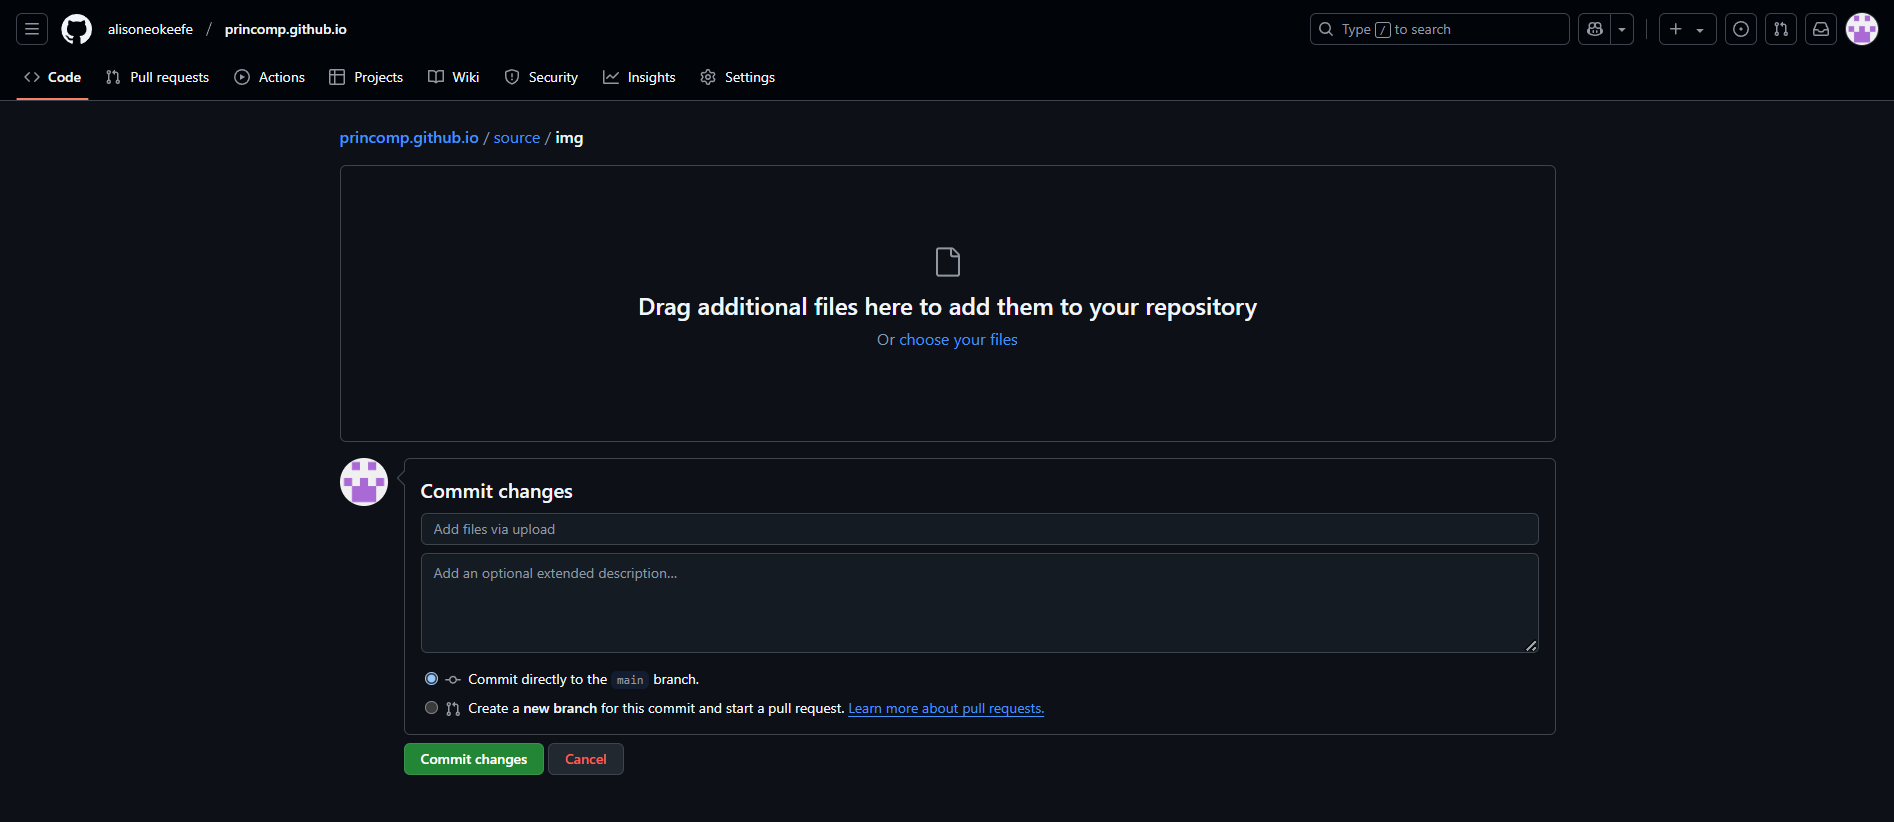 alisoneokeefe / princomp.github.io
Type / to search
Code Pull requests Actions Projects Wiki Security Insights Settings
princomp.github.io / source / img
Drag additional files here to add them to your repository
Or choose your files
Commit changes
Add files via upload
Add an optional extended description...
Commit directly to the main branch.
Create a new branch for this commit and start a pull request. Learn more about pull requests.
Commit changes Cancel